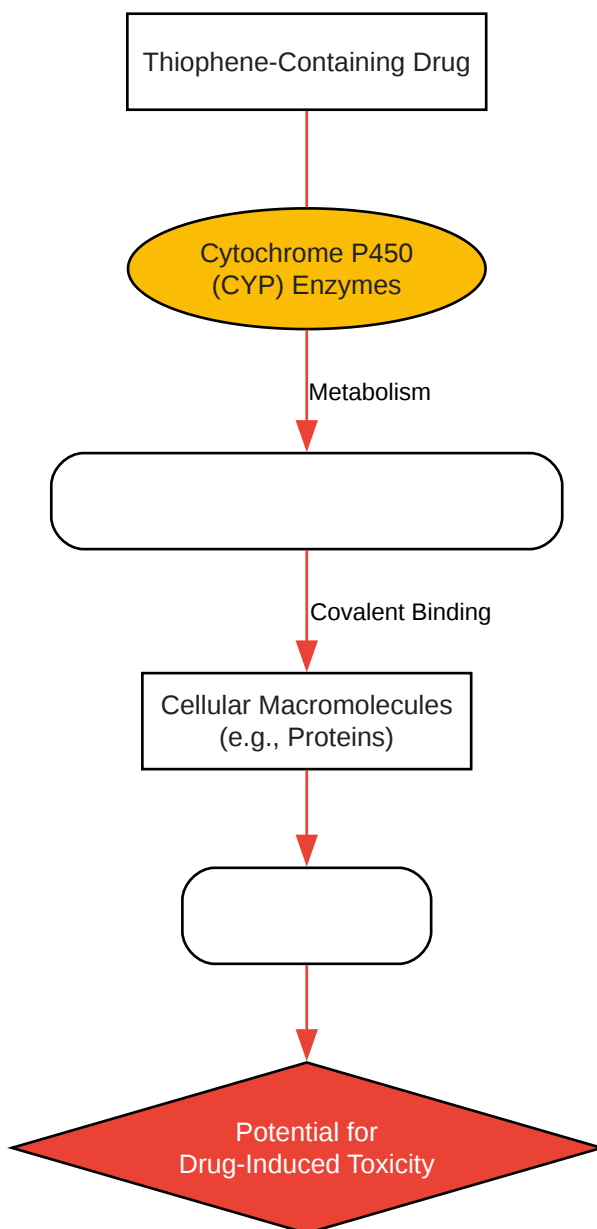 Thiophene-Containing Drug
Cytochrome P450
(CYP) Enzymes
Metabolism
Covalent Binding
Cellular Macromolecules
(e.g., Proteins)
Potential for
Drug-Induced Toxicity